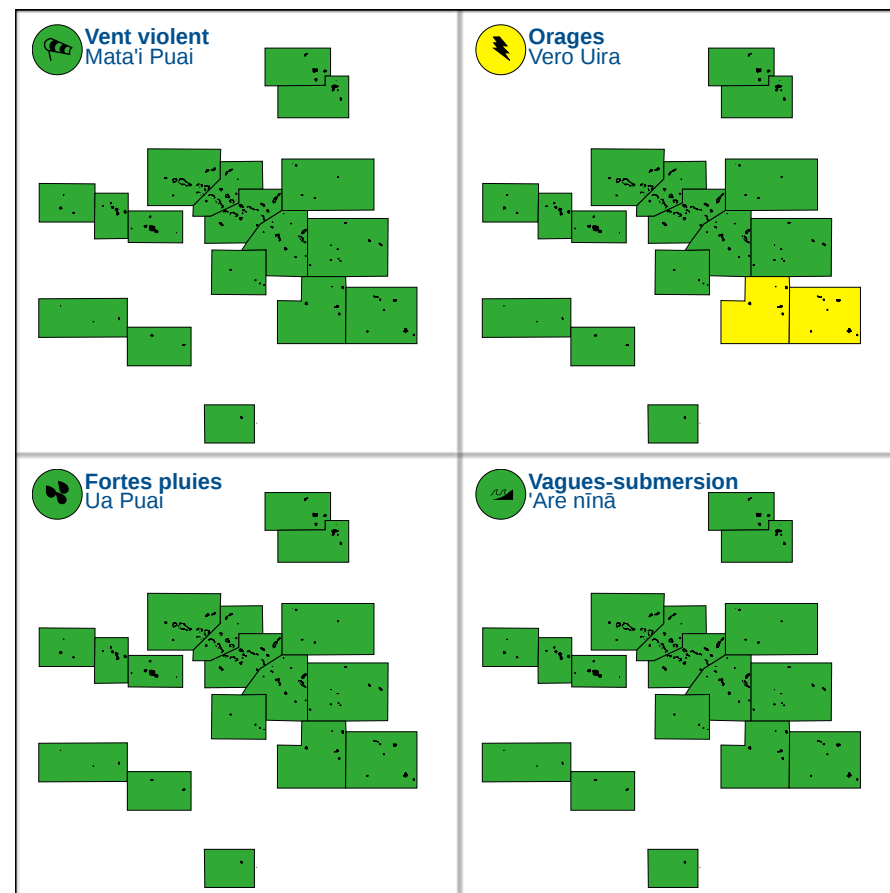 Vent violent
Mata'i Puai
Orages
Vero Uira
Fortes pluies
Ua Puai
Vagues-submersion
'Are nīnā